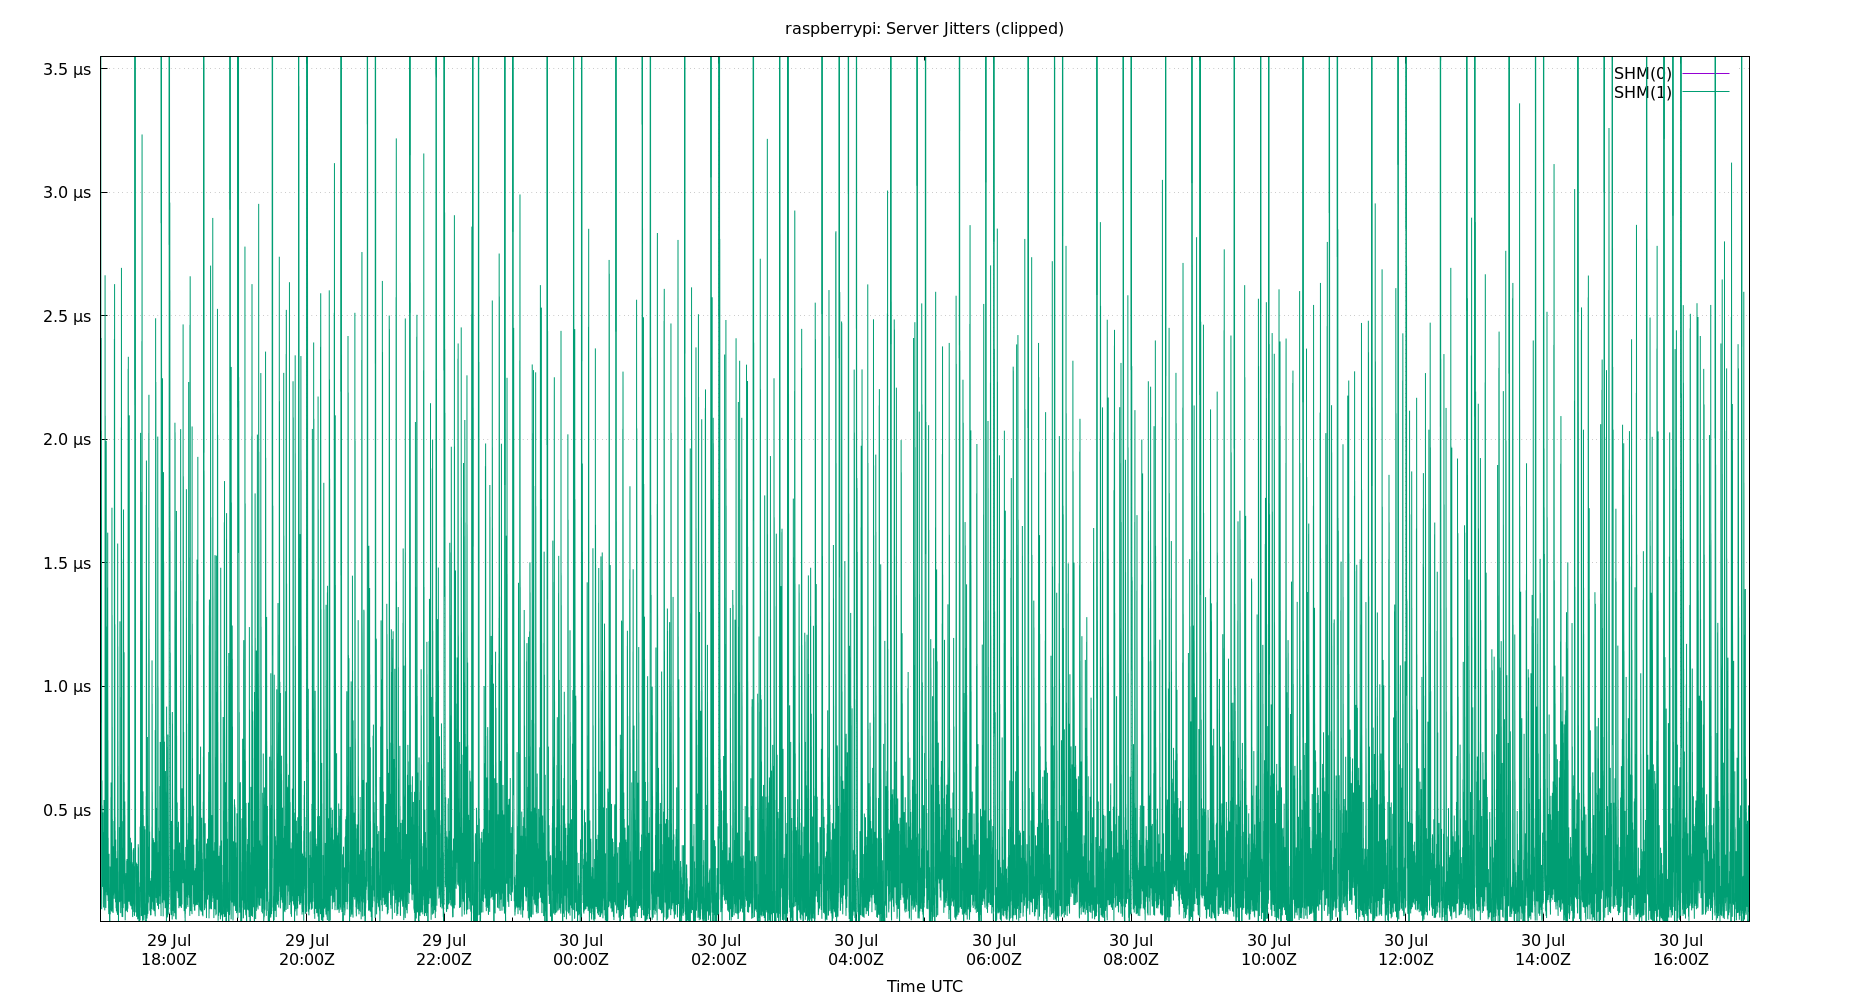 raspberrypi: Server Jitters (clipped)
3.5 µs
SHM(0)
SHM(1)
3.0 µs
2.5 µs
2.0 µs
1.5 µs
1.0 µs
0.5 µs
29 Jul 29 Jul 29 Jul 30 Jul 30 Jul 30 Jul 30 Jul 30 Jul 30 Jul 30 Jul 30 Jul 30 Jul
18:00Z 20:00Z 22:00Z 00:00Z 02:00Z 04:00Z 06:00Z 08:00Z 10:00Z 12:00Z 14:00Z 16:00Z
Time UTC